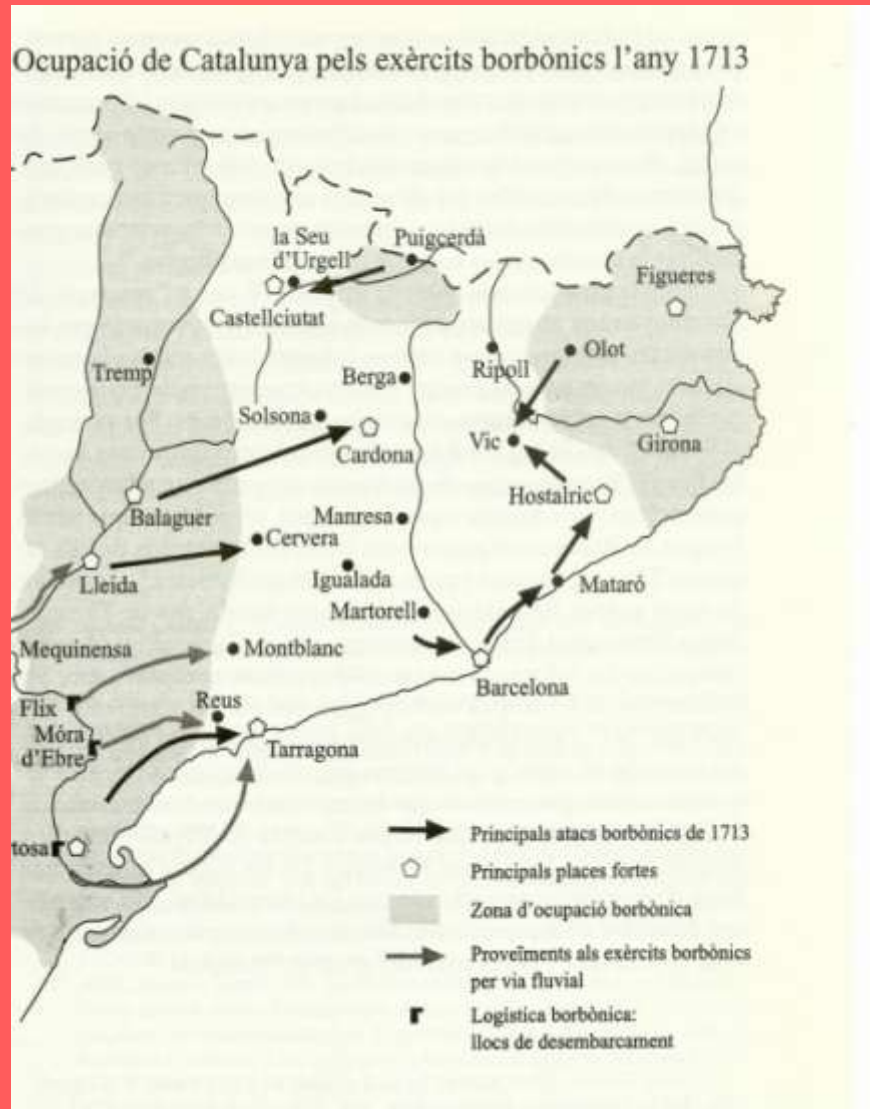 Ocupació de Catalunya pels exèrcits borbònics l'any 1713
la Seu
d'Urgell
Puigcerdà
Castellciutat
Figueres
Tremp
Berga
Ripoll
Olot
Solsona
Cardona
Vic
Girona
Balaguer
Manresa
Hostalric
Cervera
Lleida
Igualada
Mataró
Martorell
Mequinensa
Montblanc
Barcelona
Flix
Reus
Móra
d'Ebre
Tarragona
tosa
Principals atacs borbònics de 1713
Principals places fortes
Zona d'ocupació borbònica
Proveïments als exèrcits borbònics
per via fluvial
Logística borbònica:
llocs de desembarcament